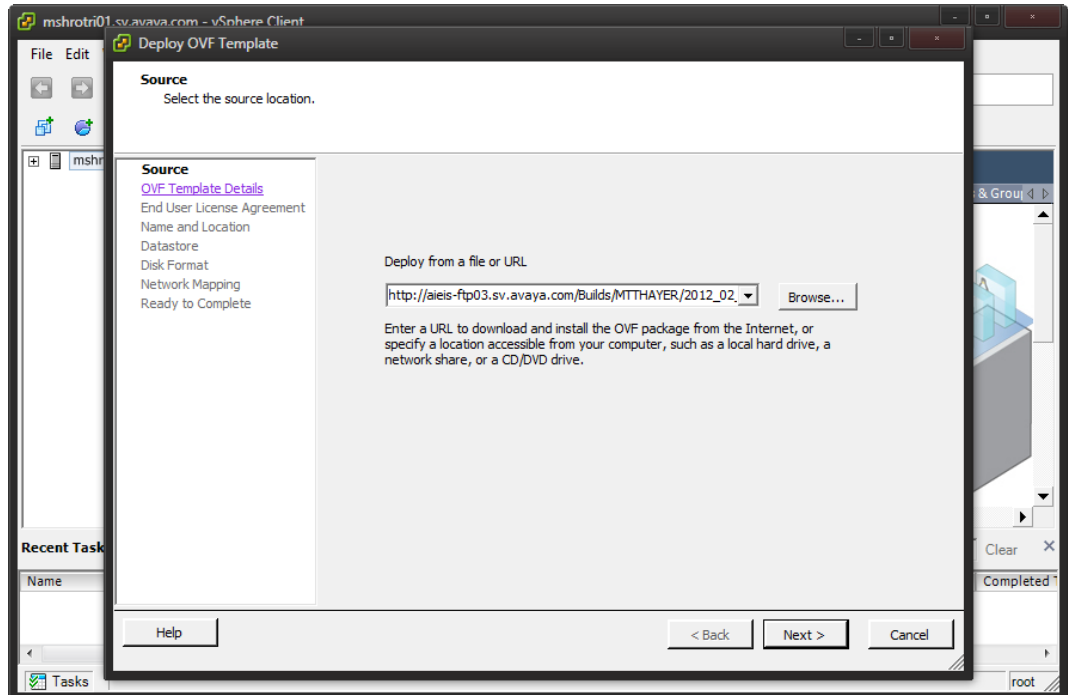 mshrotri01.sv.avaya.com - vSphere Client
File Edit
Deploy OVF Template
Source
Select the source location.
mshr
Source
OVF Template Details
End User License Agreement
Name and Location
Datastore
Disk Format
Network Mapping
Ready to Complete
& Grou
Deploy from a file or URL
http://aieis-ftp03.sv.avaya.com/Builds/MTTHAYER/2012_02_
Browse...
Enter a URL to download and install the OVF package from the Internet, or
specify a location accessible from your computer, such as a local hard drive, a
network share, or a CD/DVD drive.
Recent Task
Clear
Name
Completed
Help
< Back
Next >
Cancel
Tasks
root